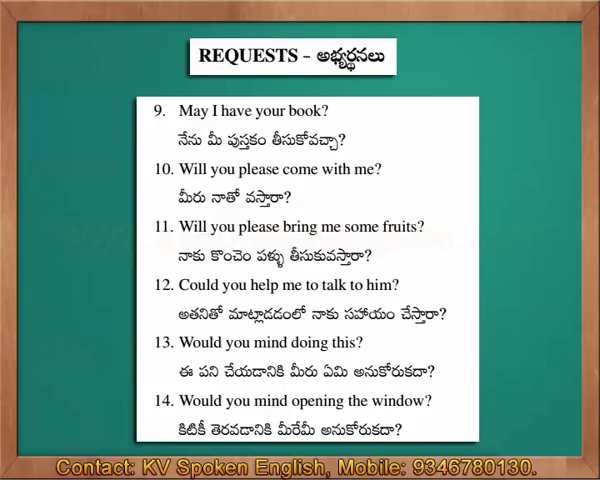 REQUESTS – అభ్యర్థనలు
9. May I have your book?
నేను మీ పుస్తకం తీసుకోవచ్చా?
10. Will you please come with me?
మీరు నాతో వస్తారా?
11. Will you please bring me some fruits?
నాకు కొంచెం పళ్ళు తీసుకువస్తారా?
12. Could you help me to talk to him?
అతనితో మాట్లాడడంలో నాకు సహాయం చేస్తారా?
13. Would you mind doing this?
ఈ పని చేయడానికి మీరు ఏమి అనుకోరుకదా?
14. Would you mind opening the window?
కిటికీ తెరవడానికి మీరేమీ అనుకోరుకదా?
Contact: KV Spoken English, Mobile: 9346780130.